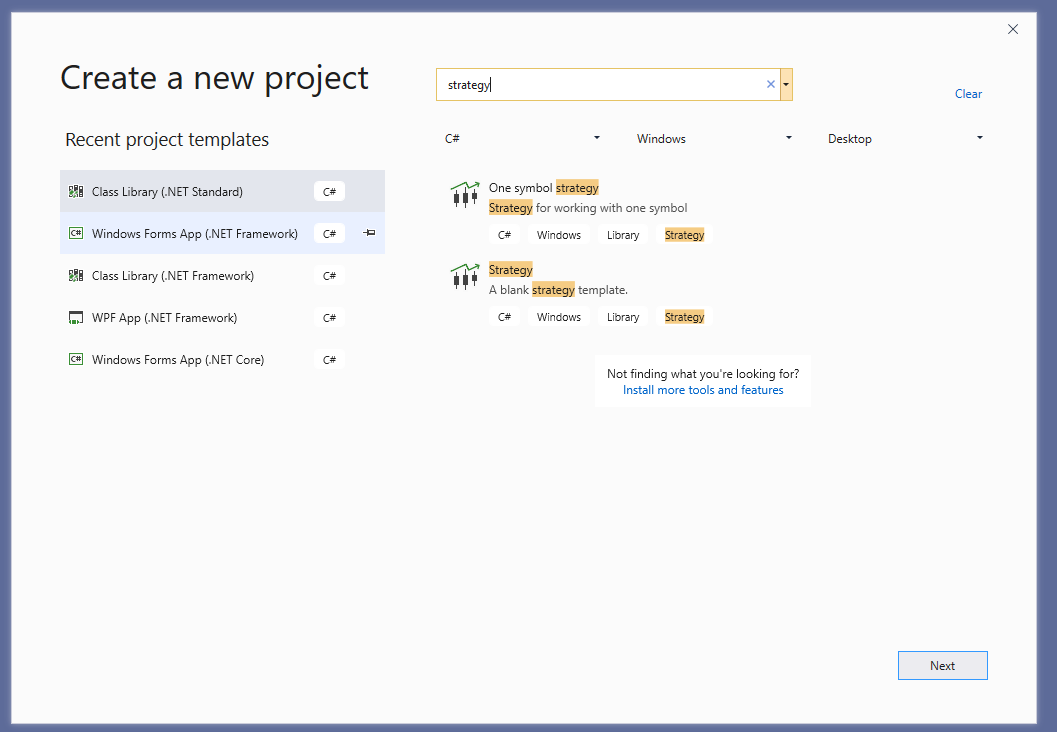 Create a new project
strategy
Clear
Recent project templates
C#
Windows
Desktop
Class Library (.NET Standard)
C#
Windows Forms App (.NET Framework)
C#
Class Library (.NET Framework)
C#
WPF App (.NET Framework)
C#
Windows Forms App (.NET Core)
C#
One symbol strategy
Strategy for working with one symbol
C# Windows Library Strategy
Strategy
A blank strategy template.
C# Windows Library Strategy
Not finding what you're looking for?
Install more tools and features
Next